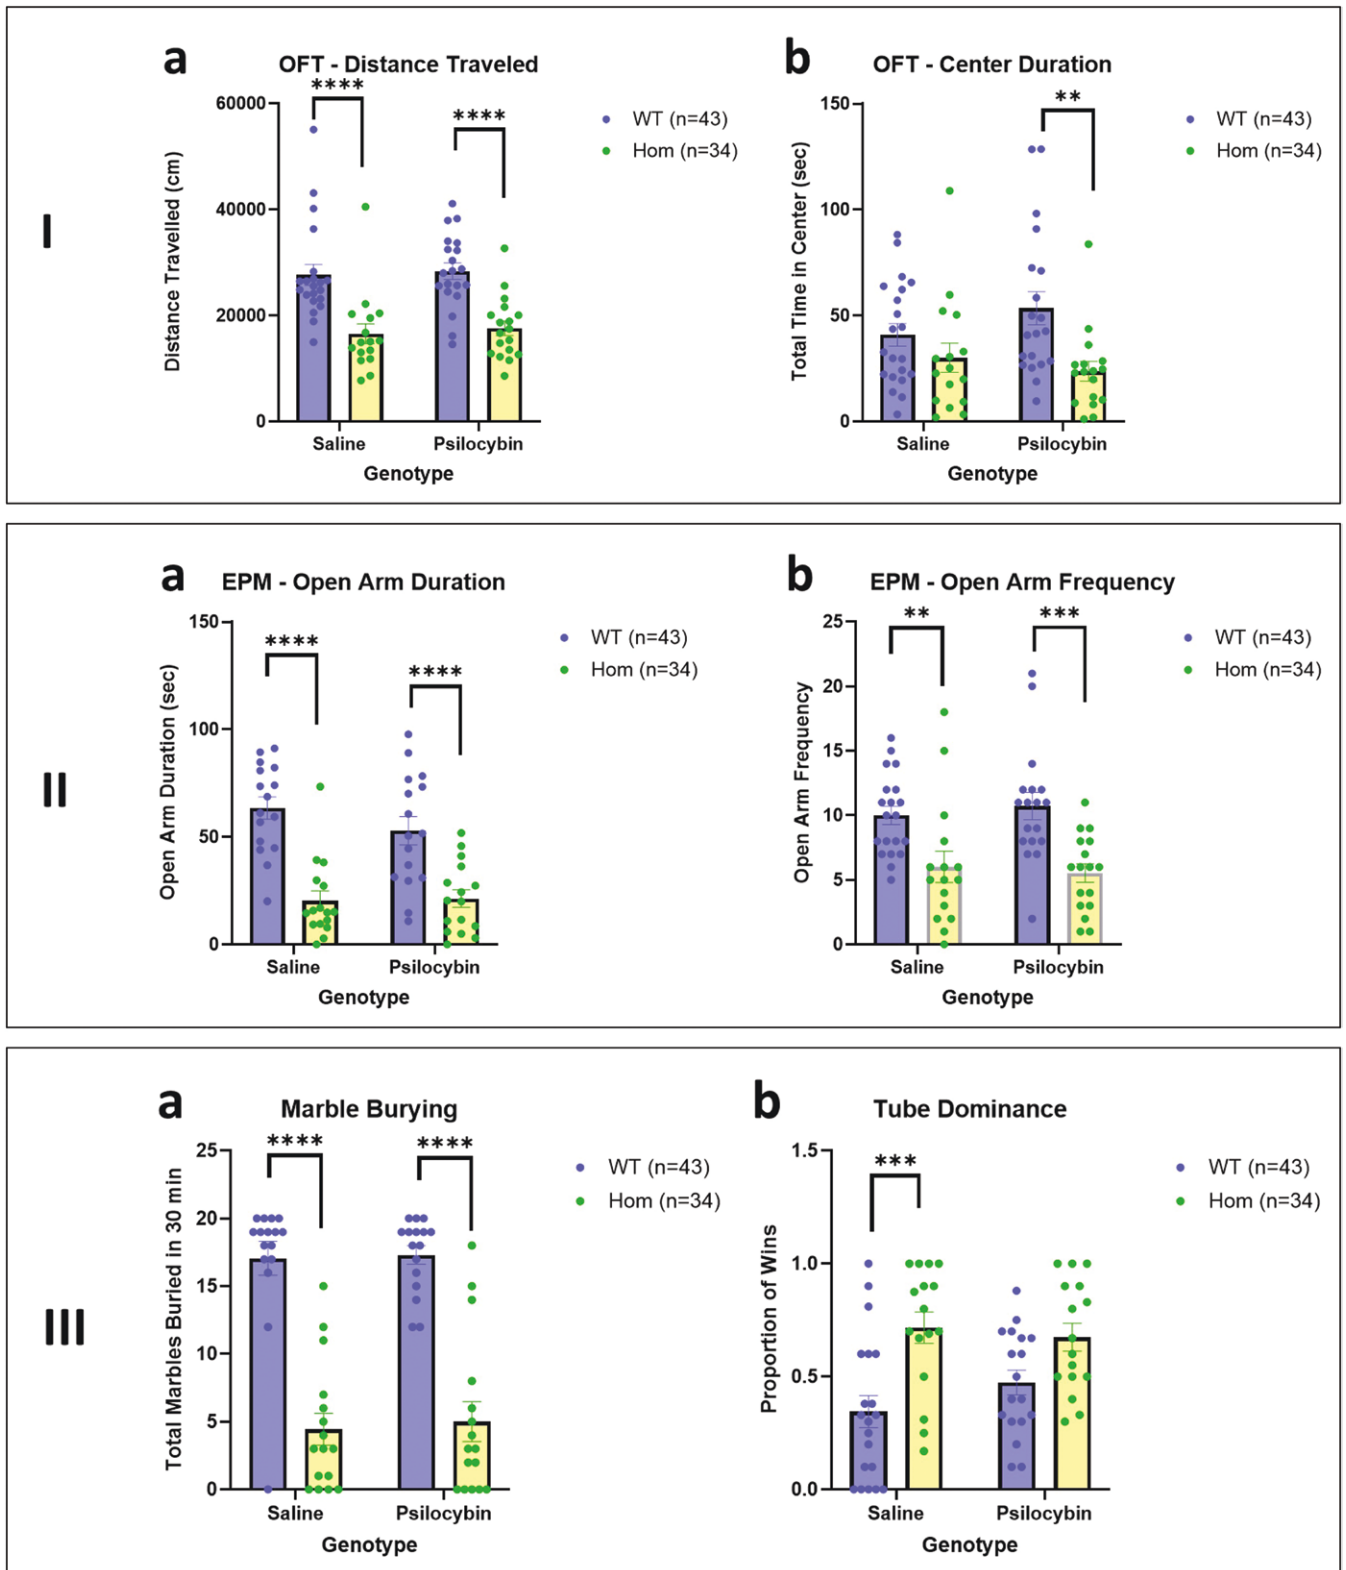 I
a
OFT - Distance Traveled
****
****
60000
40000
20000
0
Distance Travelled (cm)
Saline
Psilocybin
Genotype
WT (n=43)
Hom (n=34)
b
OFT - Center Duration
**
150
100
50
0
Total Time in Center (sec)
Saline
Psilocybin
Genotype
WT (n=43)
Hom (n=34)
II
a
EPM - Open Arm Duration
****
****
150
100
50
0
Open Arm Duration (sec)
Saline
Psilocybin
Genotype
WT (n=43)
Hom (n=34)
b
EPM - Open Arm Frequency
**
***
25
20
15
10
5
0
Open Arm Frequency
Saline
Psilocybin
Genotype
WT (n=43)
Hom (n=34)
III
a
Marble Burying
****
****
25
20
15
10
5
0
Total Marbles Buried in 30 min
Saline
Psilocybin
Genotype
WT (n=43)
Hom (n=34)
b
Tube Dominance
***
1.5
1.0
0.5
0.0
Proportion of Wins
Saline
Psilocybin
Genotype
WT (n=43)
Hom (n=34)